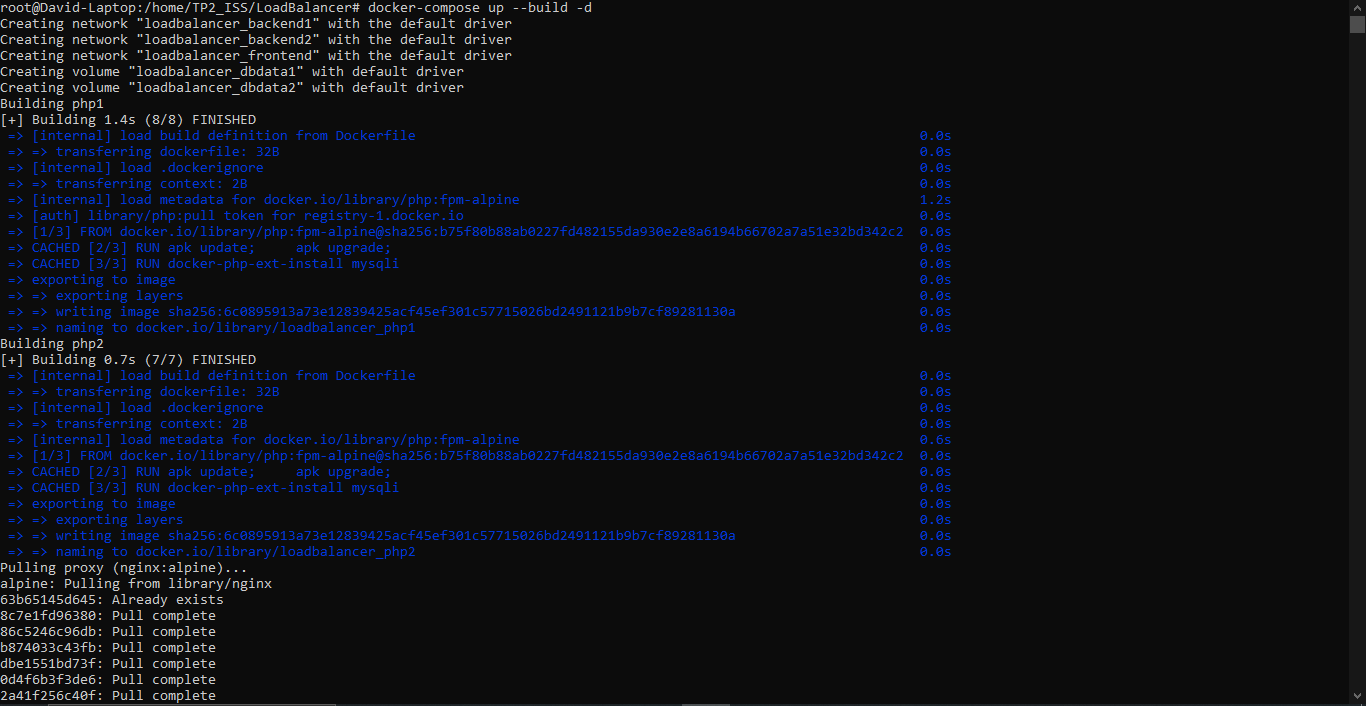 root@David-Laptop:/home/TP2_ISS/LoadBalancer# docker-compose up --build -d
Creating network "loadbalancer_backend1" with the default driver
Creating network "loadbalancer_backend2" with the default driver
Creating network "loadbalancer_frontend" with the default driver
Creating volume "loadbalancer_dbdata1" with default driver
Creating volume "loadbalancer_dbdata2" with default driver
Building php1
[+] Building 1.4s (8/8) FINISHED
=> [internal] load build definition from Dockerfile 0.0s
=> => transferring dockerfile: 32B 0.0s
=> [internal] load .dockerignore 0.0s
=> => transferring context: 2B 0.0s
=> [internal] load metadata for docker.io/library/php:fpm-alpine 1.2s
=> [auth] library/php:pull token for registry-1.docker.io 0.0s
=> [1/3] FROM docker.io/library/php:fpm-alpine@sha256:b75f80b88ab0227fd482155da930e2e8a6194b66702a7a51e32bd342c2 0.0s
=> CACHED [2/3] RUN apk update;     apk upgrade; 0.0s
=> CACHED [3/3] RUN docker-php-ext-install mysqli 0.0s
=> exporting to image 0.0s
=> => exporting layers 0.0s
=> => writing image sha256:6c0895913a73e12839425acf45ef301c57715026bd2491121b9b7cf89281130a 0.0s
=> => naming to docker.io/library/loadbalancer_php1 0.0s
Building php2
[+] Building 0.7s (7/7) FINISHED
=> [internal] load build definition from Dockerfile 0.0s
=> => transferring dockerfile: 32B 0.0s
=> [internal] load .dockerignore 0.0s
=> => transferring context: 2B 0.0s
=> [internal] load metadata for docker.io/library/php:fpm-alpine 0.6s
=> [1/3] FROM docker.io/library/php:fpm-alpine@sha256:b75f80b88ab0227fd482155da930e2e8a6194b66702a7a51e32bd342c2 0.0s
=> CACHED [2/3] RUN apk update;     apk upgrade; 0.0s
=> CACHED [3/3] RUN docker-php-ext-install mysqli 0.0s
=> exporting to image 0.0s
=> => exporting layers 0.0s
=> => writing image sha256:6c0895913a73e12839425acf45ef301c57715026bd2491121b9b7cf89281130a 0.0s
=> => naming to docker.io/library/loadbalancer_php2 0.0s
Pulling proxy (nginx:alpine)...
alpine: Pulling from library/nginx
63b65145d645: Already exists
8c7e1fd96380: Pull complete
86c5246c96db: Pull complete
b874033c43fb: Pull complete
dbe1551bd73f: Pull complete
0d4f6b3f3de6: Pull complete
2a41f256c40f: Pull complete